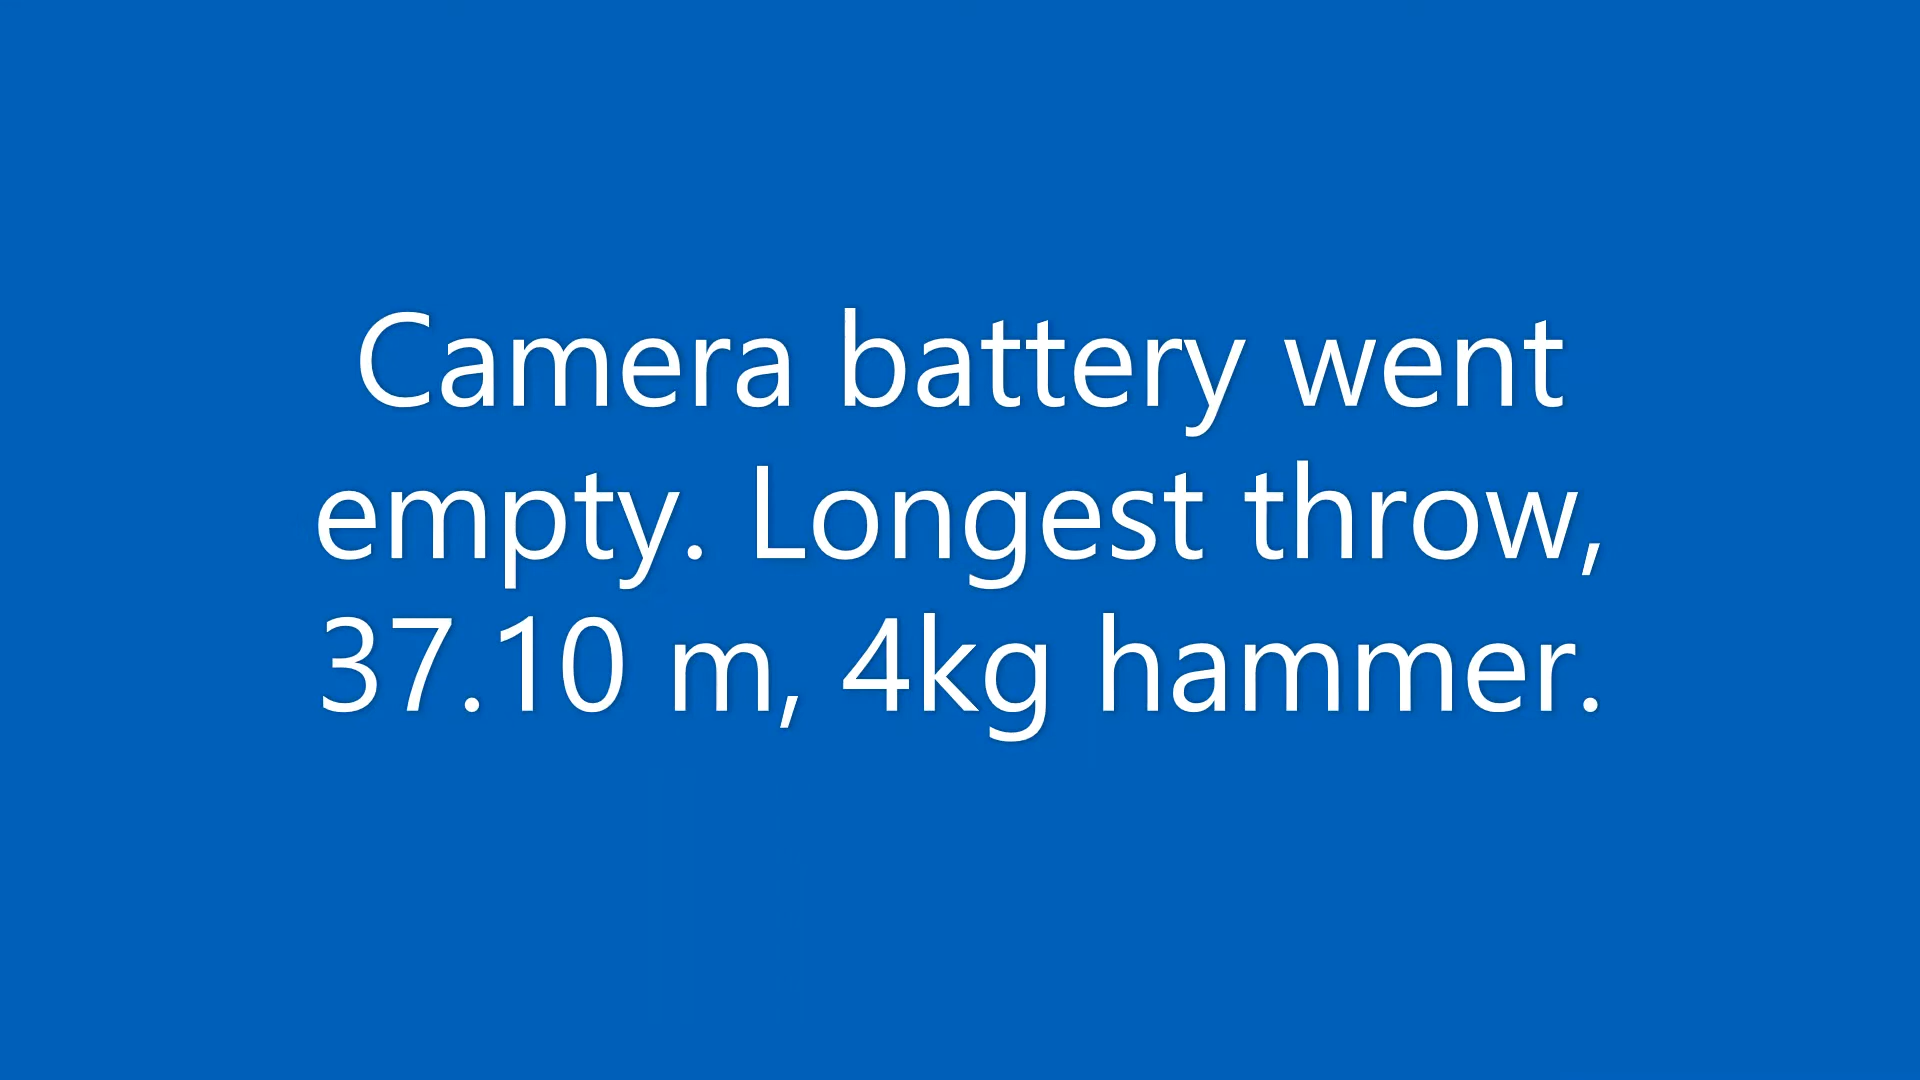 Camera battery went
empty. Longest throw,
37.10 m, 4kg hammer.